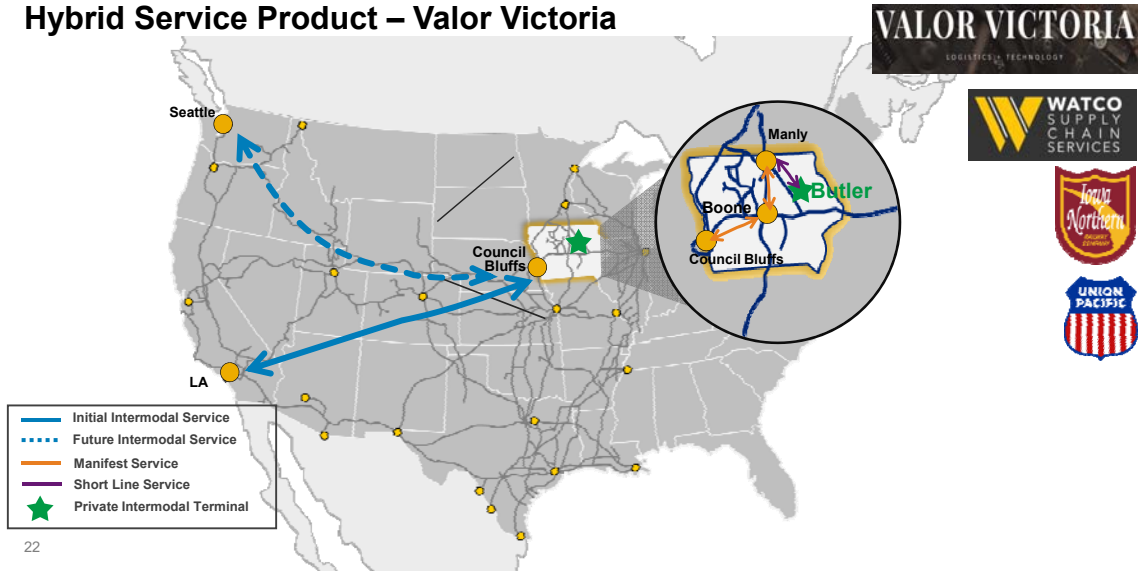 Hybrid Service Product – Valor Victoria
VALOR VICTORIA
LOGISTICS + TECHNOLOGY
WATCO
SUPPLY
CHAIN
SERVICES
Iowa
Northern
RAILWAY
COMPANY
UNION
PACIFIC
Seattle
Council
Bluffs
LA
Manly
Butler
Boone
Council Bluffs
Initial Intermodal Service
Future Intermodal Service
Manifest Service
Short Line Service
Private Intermodal Terminal
22